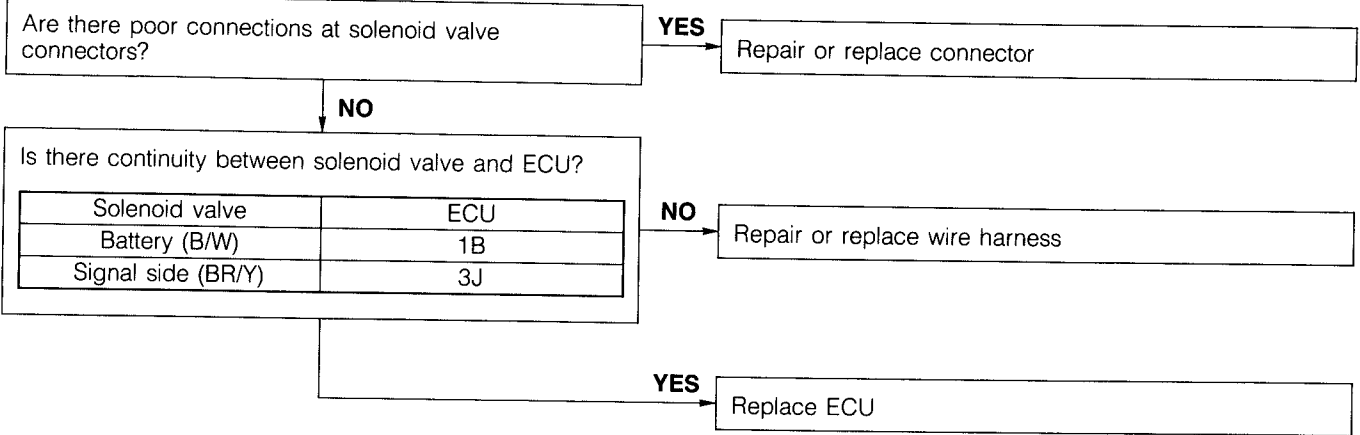 Are there poor connections at solenoid valve
connectors?
YES
Repair or replace connector
NO
Is there continuity between solenoid valve and ECU?
Solenoid valve ECU
Battery (B/W) 1B
Signal side (BR/Y) 3J
NO
Repair or replace wire harness
YES
Replace ECU